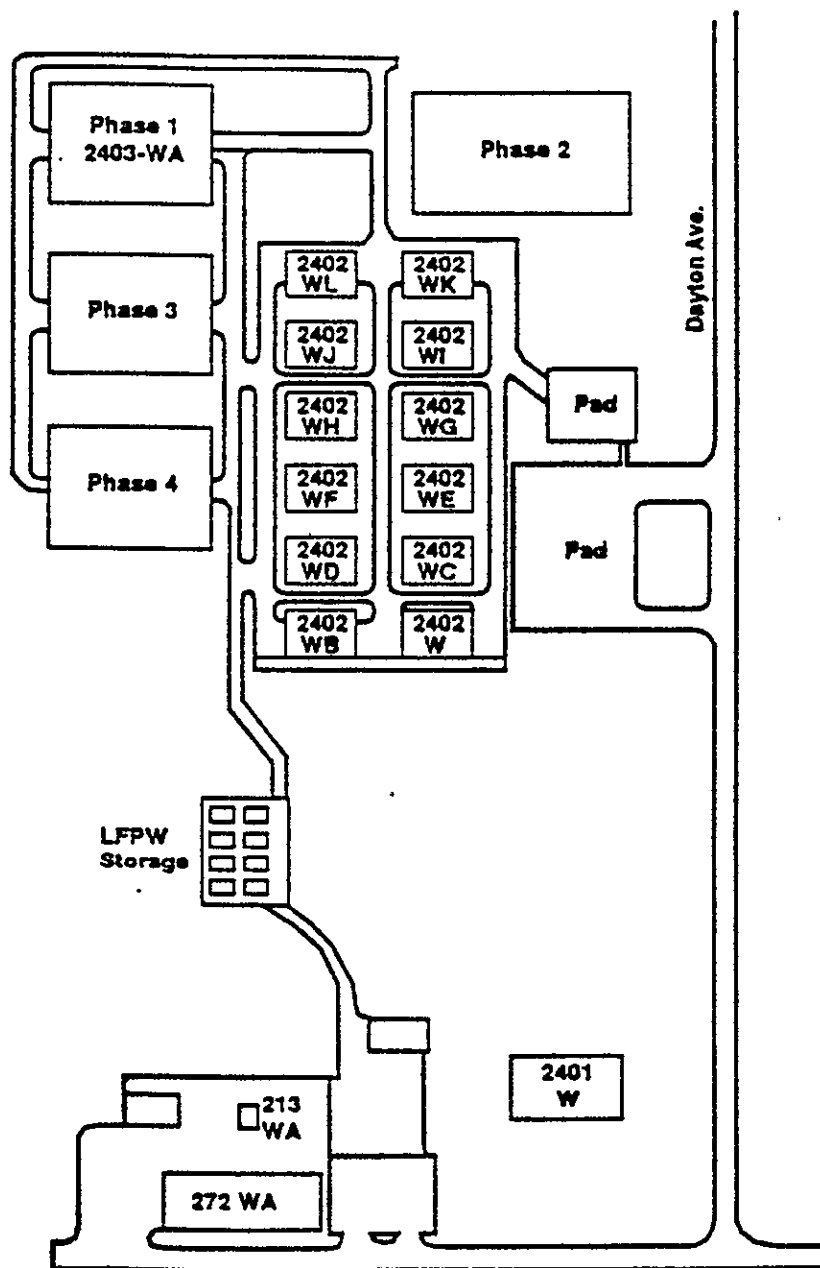 Phase 1
2403-WA
Phase 2
Dayton Ave.
2402
WL
2402
WK
Phase 3
2402
WJ
2402
WI
Pad
2402
WH
2402
WG
Phase 4
2402
WF
2402
WE
Pad
2402
WD
2402
WC
2402
WB
2402
W
LFPW
Storage
2401
W
213
WA
272 WA